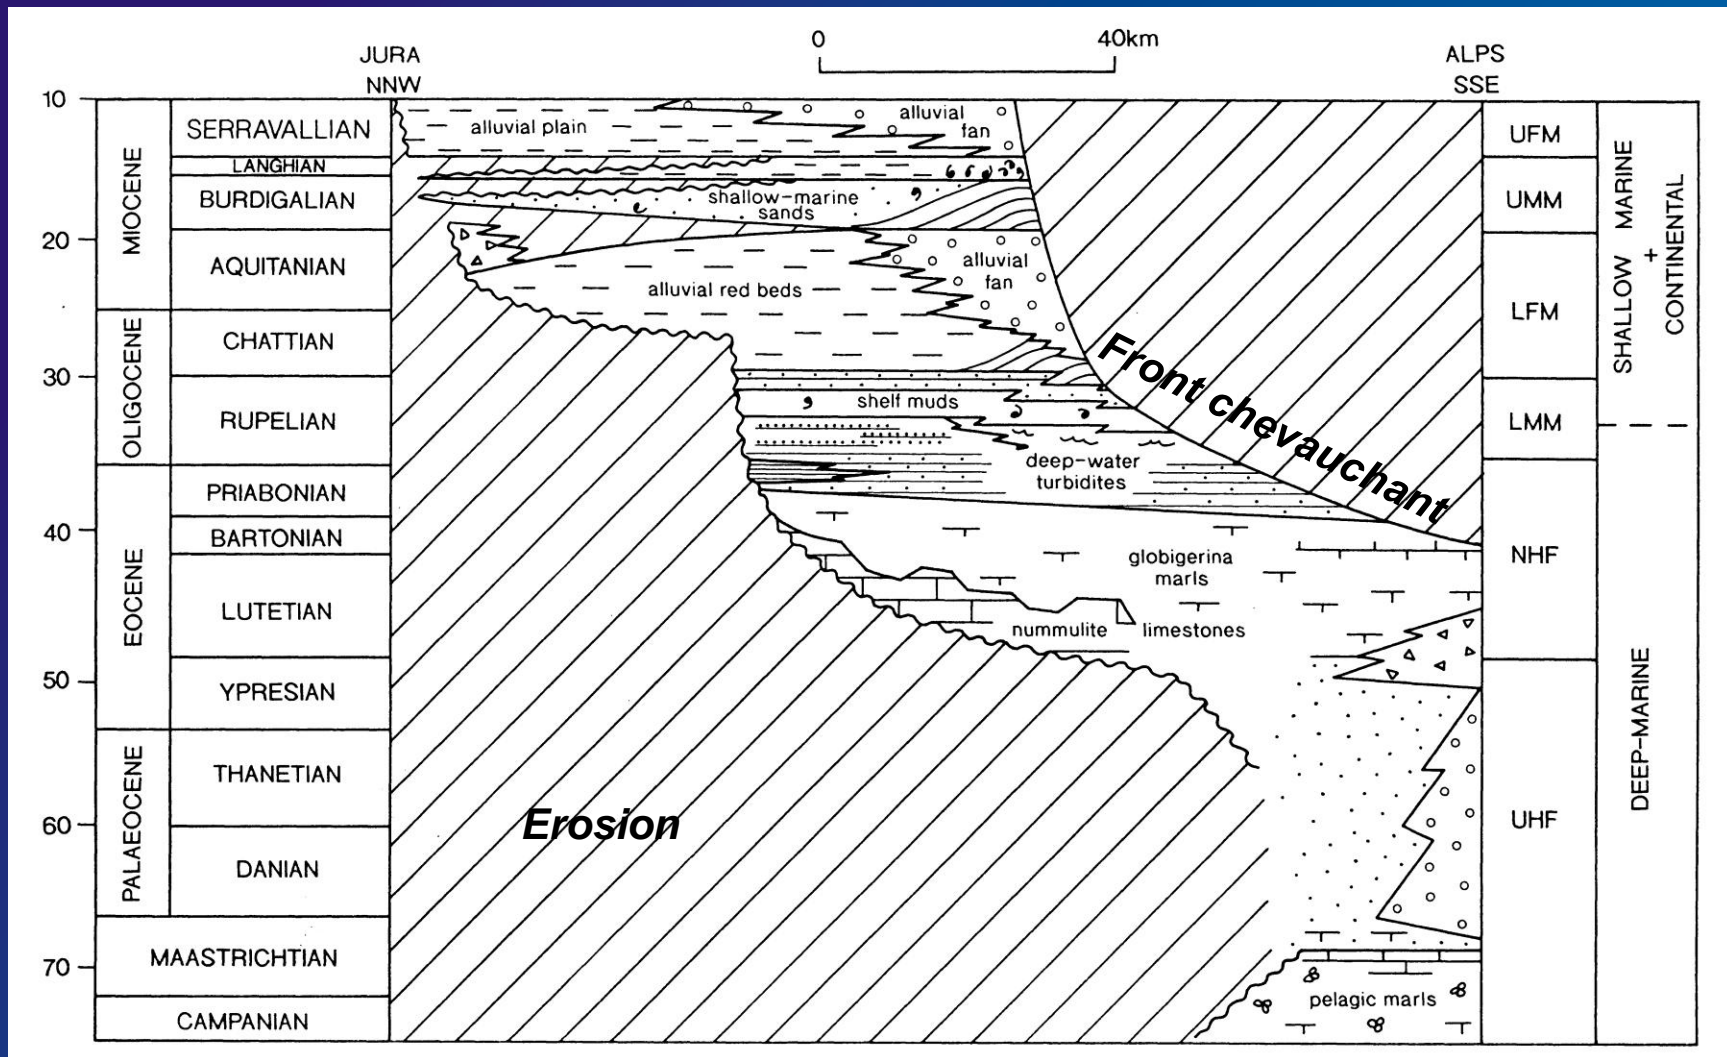 0 40km
JURA
NNW
ALPS
SSE
10
20
30
40
50
60
70
MIOCENE
OLIGOCENE
EOCENE
PALAEOCENE
SERRAVALLIAN
LANGHIAN
BURDIGALIAN
AQUITANIAN
CHATTIAN
RUPELIAN
PRIABONIAN
BARTONIAN
LUTETIAN
YPRESIAN
THANETIAN
DANIAN
MAASTRICHTIAN
CAMPANIAN
alluvial plain
alluvial
fan
shallow-marine
sands
alluvial
fan
alluvial red beds
shelf muds
deep-water
turbidites
globigerina
marls
nummulite limestones
pelagic marls
Front chevauchant
Erosion
UFM
UMM
LFM
LMM
NHF
UHF
SHALLOW MARINE
+
CONTINENTAL
DEEP-MARINE